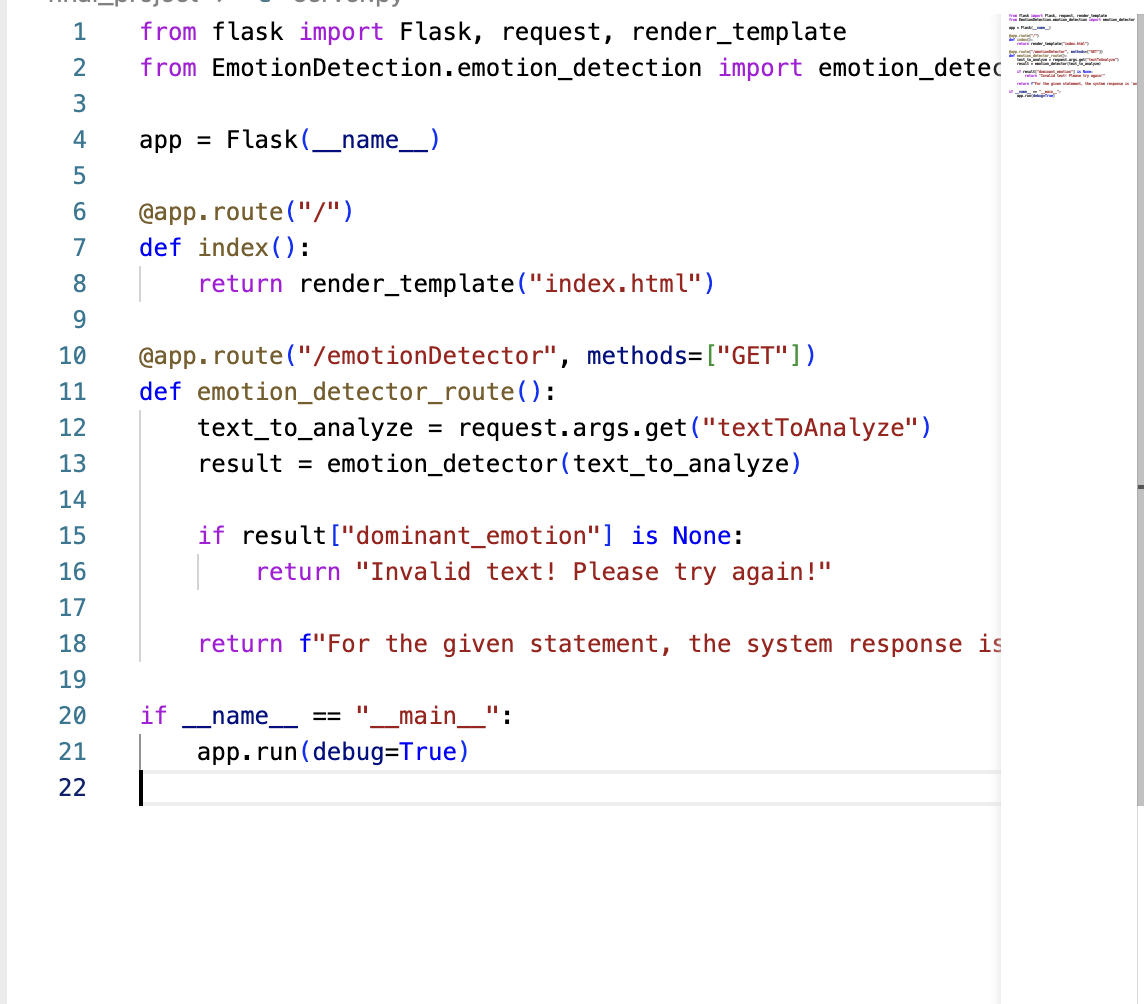 1 from flask import Flask, request, render_template
2 from EmotionDetection.emotion_detection import emotion_detec
3
4 app = Flask(__name__)
5
6 @app.route("/")
7 def index():
8 return render_template("index.html")
9
10 @app.route("/emotionDetector", methods=["GET"])
11 def emotion_detector_route():
12 text_to_analyze = request.args.get("textToAnalyze")
13 result = emotion_detector(text_to_analyze)
14
15 if result["dominant_emotion"] is None:
16 return "Invalid text! Please try again!"
17
18 return f"For the given statement, the system response is
19
20 if __name__ == "__main__":
21 app.run(debug=True)
22